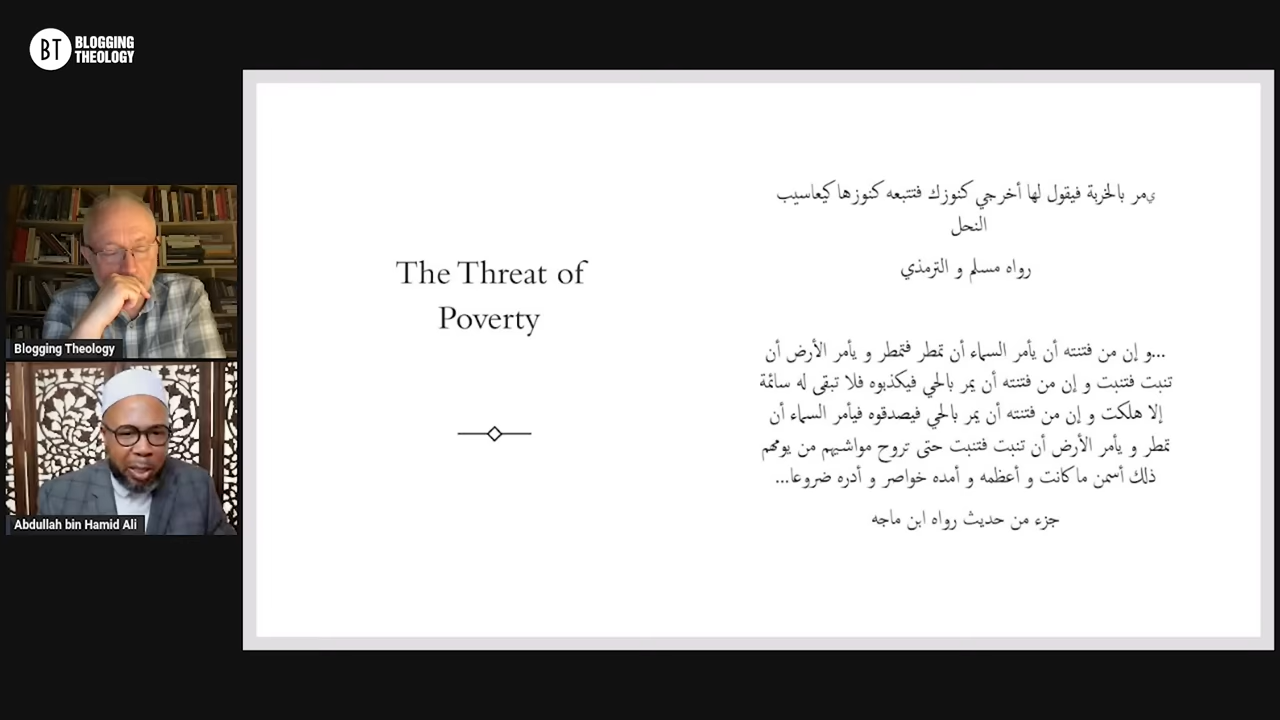 BT BLOGGING
THEOLOGY
The Threat of
Poverty
يمر بالخربة فيقول لها أخرجي كنوزك فتتبعه كنوزها كيعاسيب
النحل
رواه مسلم و الترمذي
...و إن من فتنته أن يأمر السماء أن تمطر فتمطر و يأمر الأرض أن
تنبت فتنبت و إن من فتنته أن يمر بالحي فيكذبوه فلا تبقى له سائمة
إلا هلكت و إن من فتنته أن يمر بالحي فيصدقوه فيأمر السماء أن
تمطر و يأمر الأرض أن تنبت فتنبت حتى تروح مواشيهم من يومهم
ذلك أسمن ما كانت و أعظمه و أمده خواصر و أدره ضروعا...
جزء من حديث رواه ابن ماجه
Blogging Theology
Abdullah bin Hamid Ali